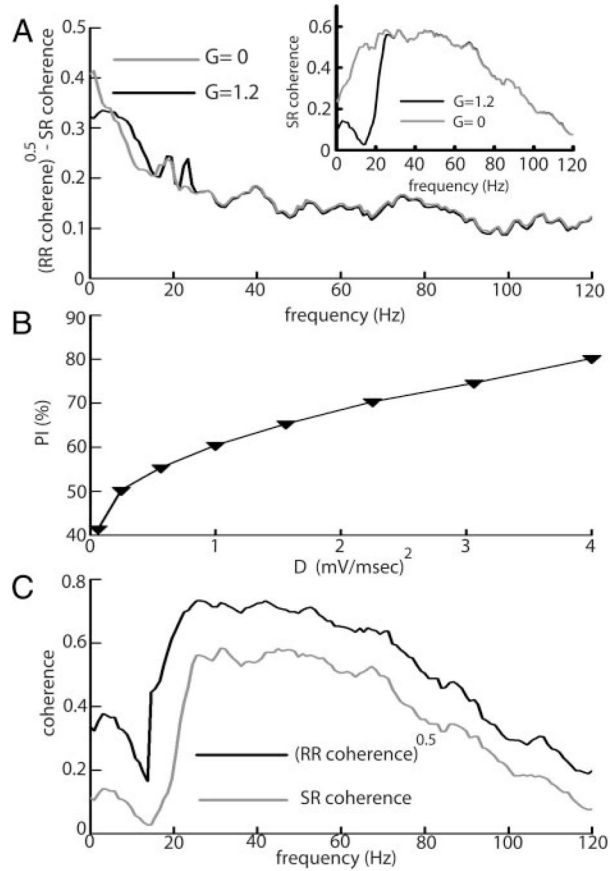 A
0.5
0.4
0.3
0.2
0.1
0
(RR coherene)^0.5 - SR coherence
G= 0
G=1.2
0 20 40 60 80 100 120
frequency (Hz)
0.6
0.4
0.2
0
SR coherence
G=1.2
G= 0
0 20 40 60 80 100 120
frequency (Hz)
B
90
80
70
60
50
40
PI (%)
0 1 2 3 4
D (mV/msec)^2
C
0.8
0.6
0.4
0.2
0
coherence
(RR coherence)^0.5
SR coherence
0 20 40 60 80 100 120
frequency (Hz)